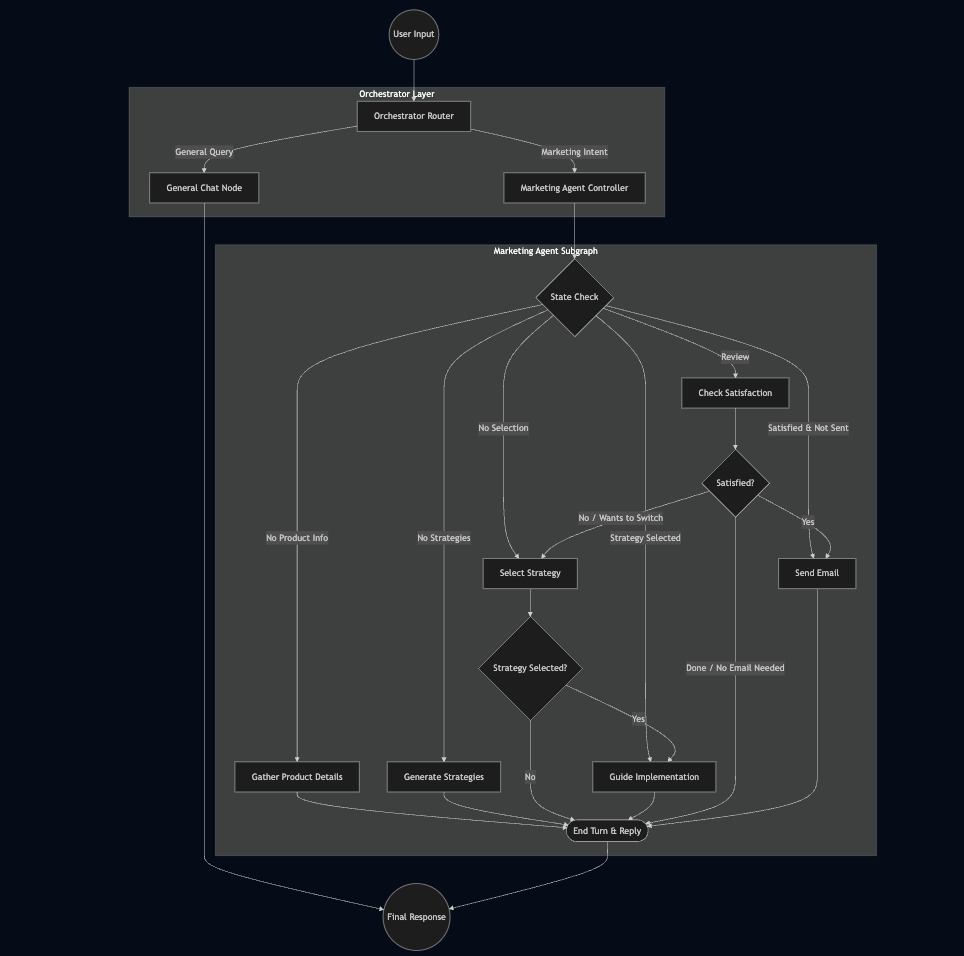 User Input
Orchestrator Layer
Orchestrator Router
General Query
Marketing Intent
General Chat Node
Marketing Agent Controller
Marketing Agent Subgraph
State Check
Review
Check Satisfaction
No Selection
Satisfied & Not Sent
Satisfied?
No / Wants to Switch
Yes
No Product Info
No Strategies
Strategy Selected
Select Strategy
Send Email
Strategy Selected?
Done / No Email Needed
Yes
Gather Product Details
Generate Strategies
No
Guide Implementation
End Turn & Reply
Final Response